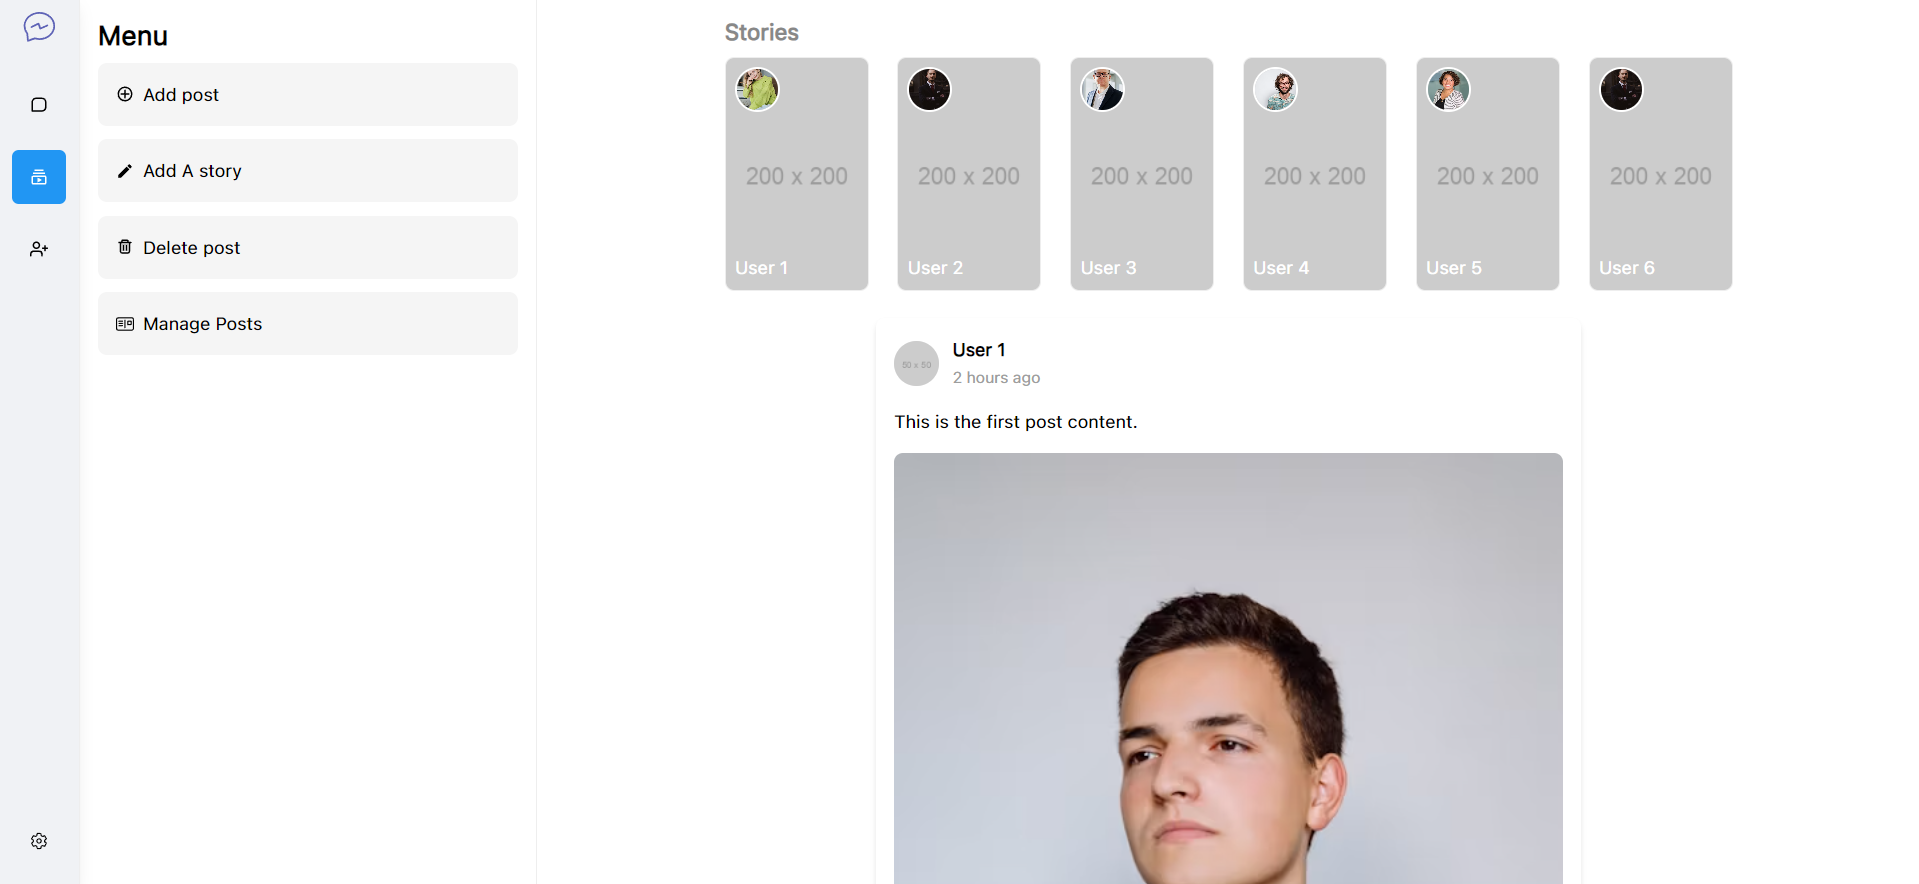 Menu
Add post
Add A story
Delete post
Manage Posts
Stories
200 x 200
User 1
200 x 200
User 2
200 x 200
User 3
200 x 200
User 4
200 x 200
User 5
200 x 200
User 6
50 x 50
User 1
2 hours ago
This is the first post content.